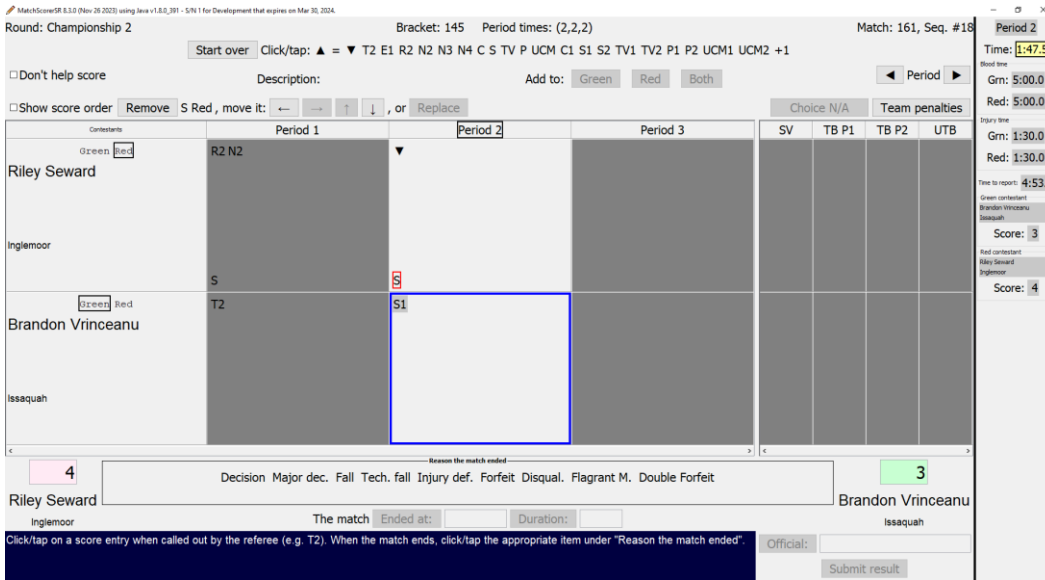 MatchScorerSR 8.3.0 (Nov 26 2023) using Java v1.8.0_391 - S/N 1 for Development that expires on Mar 30, 2024.
Round: Championship 2 Bracket: 145 Period times: (2,2,2) Match: 161, Seq. #18 Period 2
Start over Click/tap: ▲ = ▼ T2 E1 R2 N2 N3 N4 C S TV P UCM C1 S1 S2 TV1 TV2 P1 P2 UCM1 UCM2 +1
Time: 1:47.5
Blood time
Don't help score Description: Add to: Green Red Both ◀ Period ▶
Grn: 5:00.0
Show score order Remove S Red , move it: ← → ↑ ↓ , or Replace Choice N/A Team penalties
Red: 5:00.0
Injury time
Contestants Period 1 Period 2 Period 3 SV TB P1 TB P2 UTB
Grn: 1:30.0
Green Red R2 N2 ▼
Red: 1:30.0
Riley Seward
Time to report: 4:53.
Green contestant
Brandon Vrinceanu
Issaquah
Score: 3
Inglemoor
Red contestant
Riley Seward
Inglemoor
S S
Score: 4
Green Red T2 S1
Brandon Vrinceanu
Issaquah
Reason the match ended
4 Decision Major dec. Fall Tech. fall Injury def. Forfeit Disqual. Flagrant M. Double Forfeit 3
Riley Seward Brandon Vrinceanu
Inglemoor The match Ended at: Duration: Issaquah
Click/tap on a score entry when called out by the referee (e.g. T2). When the match ends, click/tap the appropriate item under "Reason the match ended".
Official:
Submit result